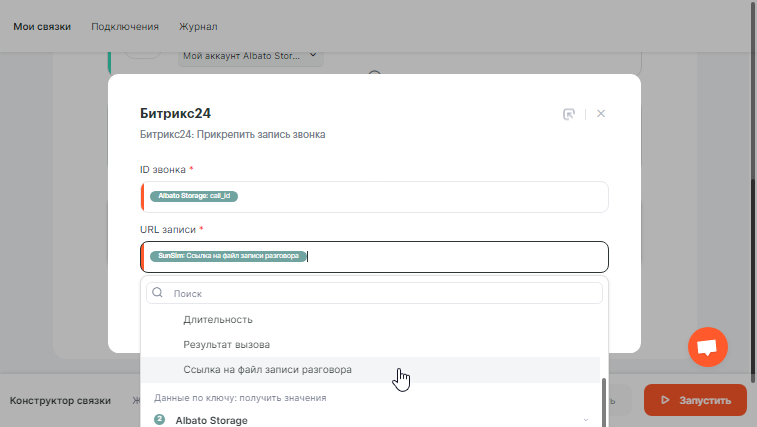 Мои связки
Подключения
Журнал
Мой аккаунт Albato Stor...
Битрикс24
Битрикс24: Прикрепить запись звонка
ID звонка *
Albato Storage: call_id
URL записи *
SunSim: Ссылка на файл записи разговора
Поиск
Длительность
Результат вызова
Ссылка на файл записи разговора
Данные по ключу: получить значения
2 Albato Storage
Конструктор связки
Запустить